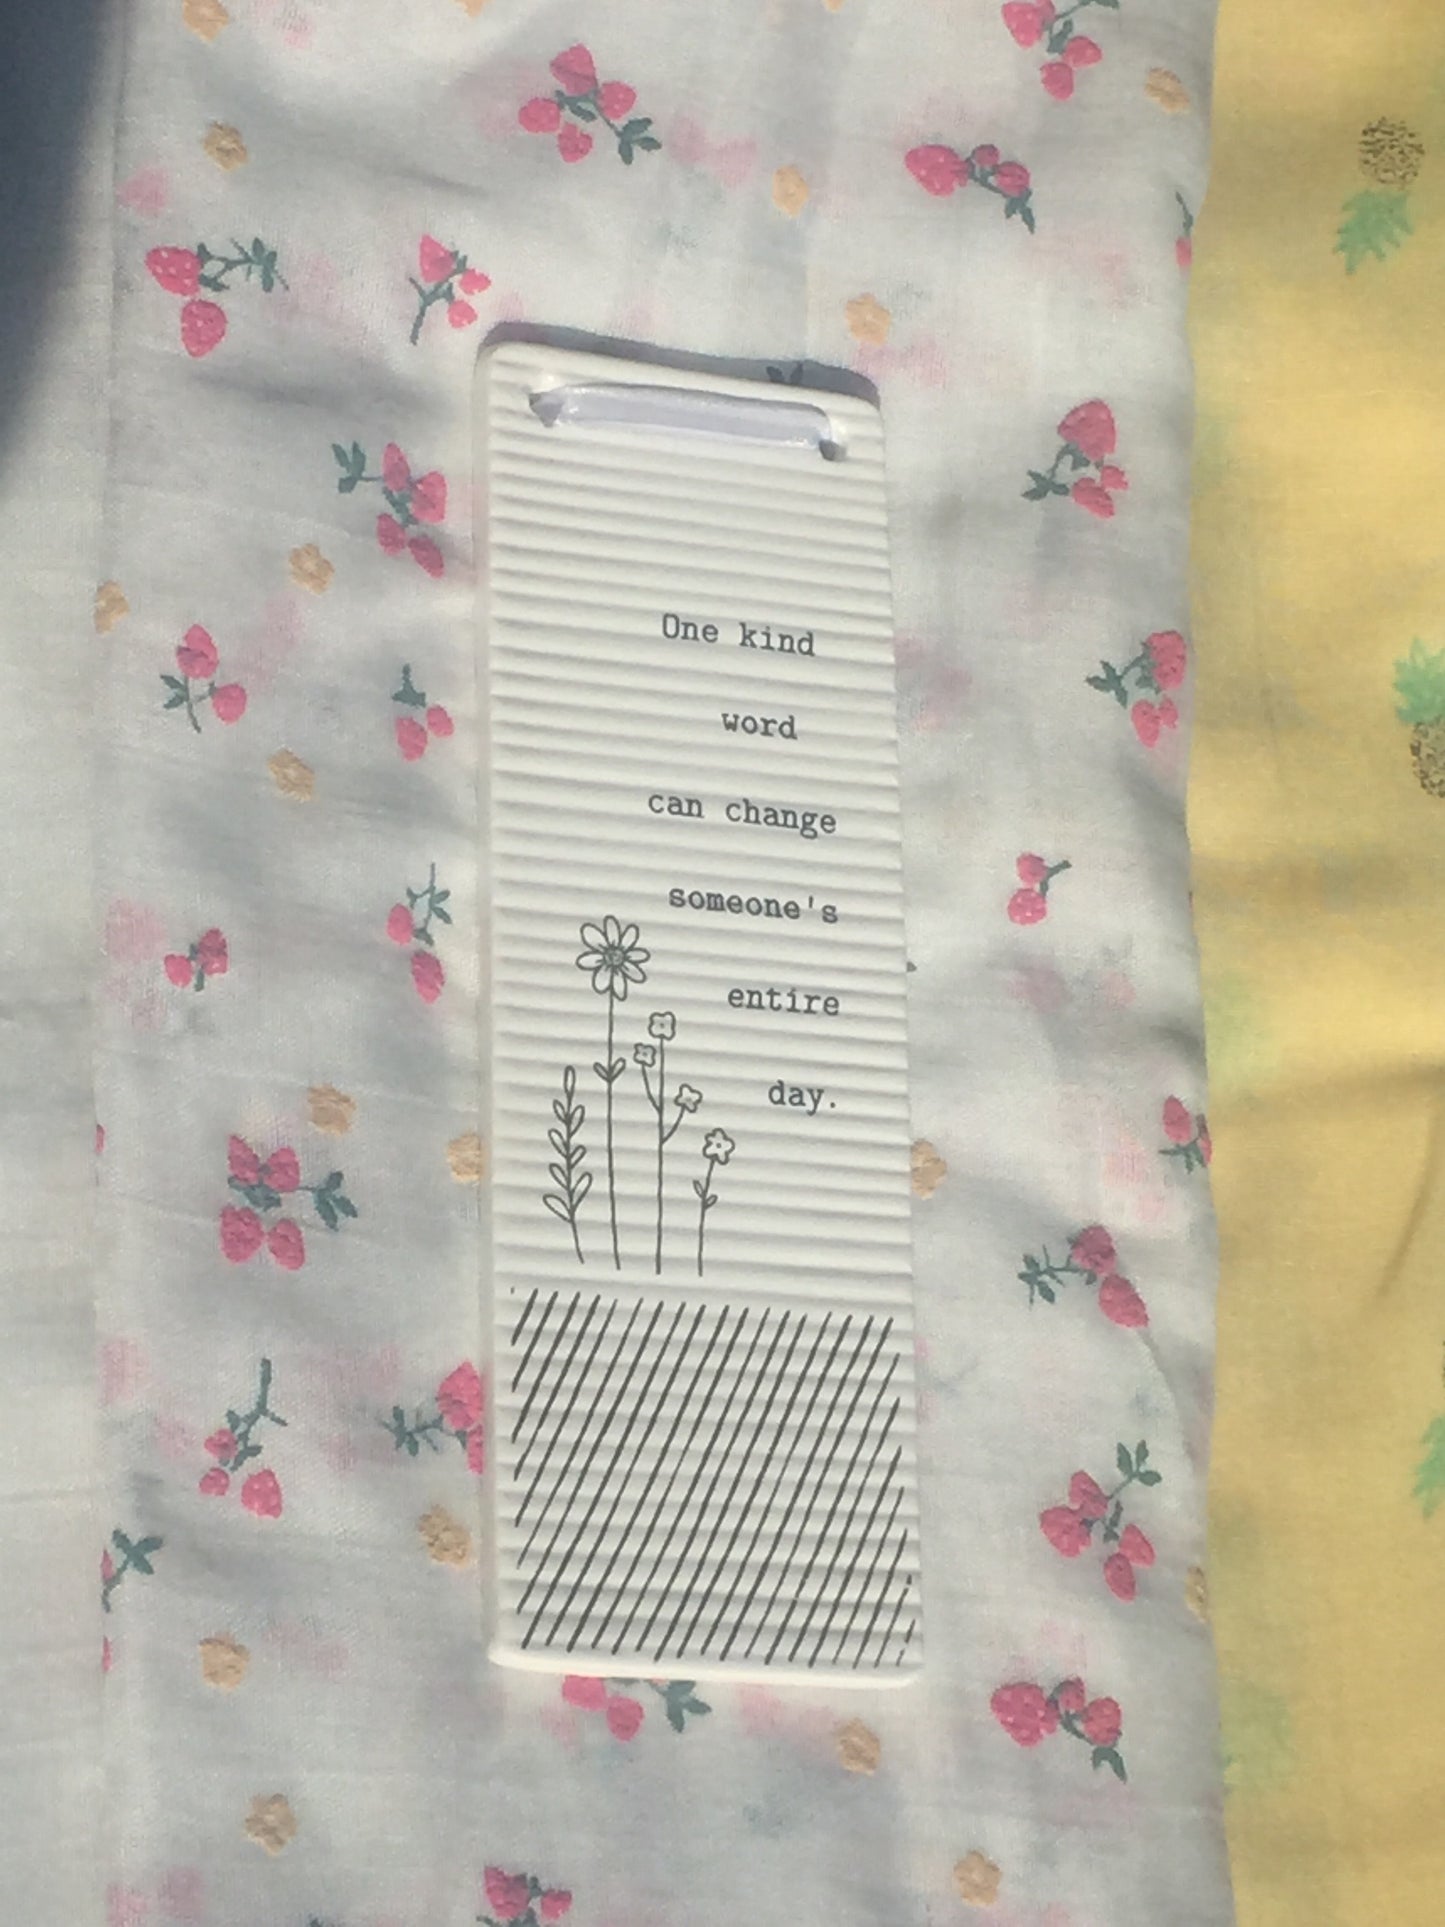 One kind
word
can change
someone's
entire
day.